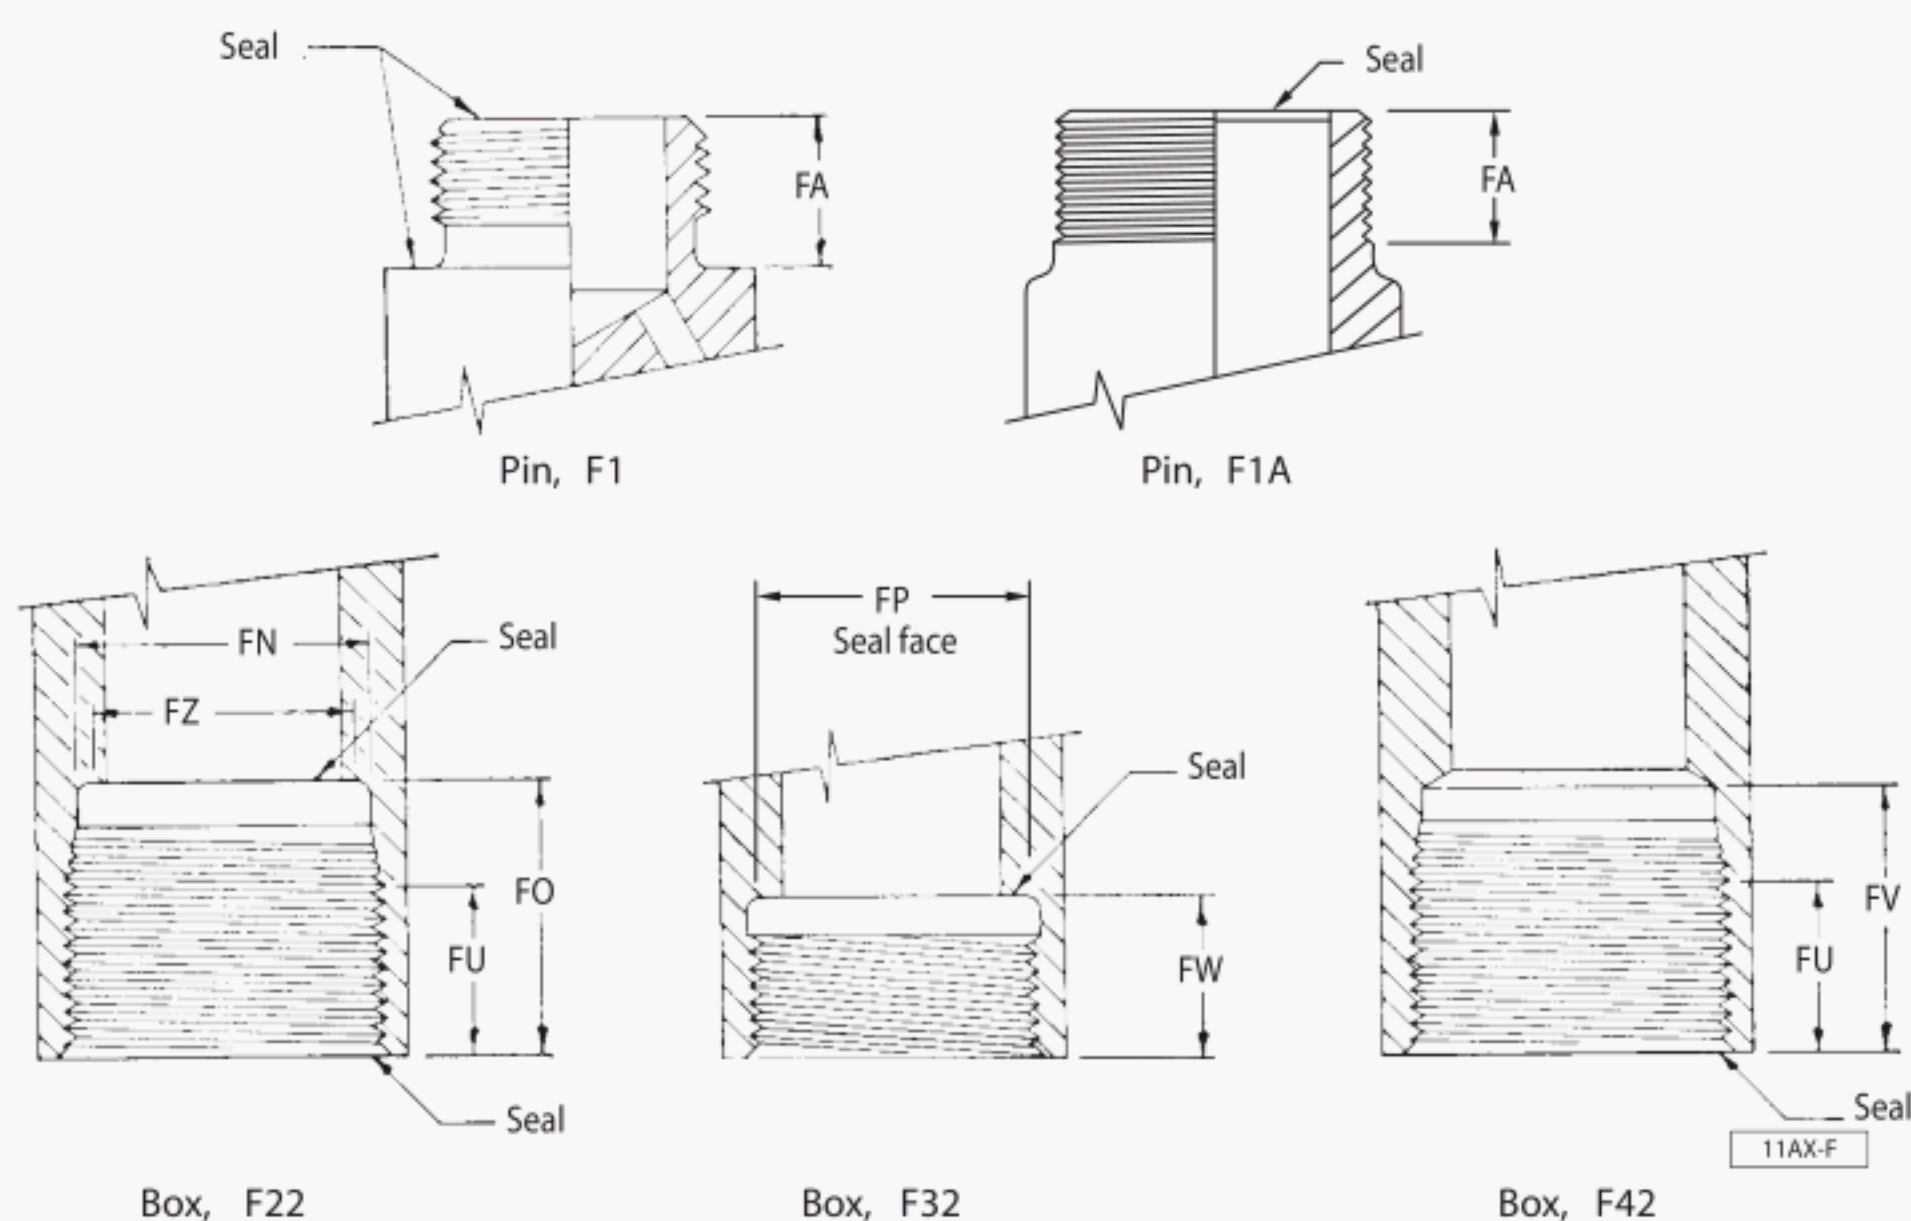 Seal
Seal
FA
FA
Pin, F1
Pin, F1A
FN
Seal
FZ
FO
FU
Seal
Box, F22
FP
Seal face
Seal
FW
Box, F32
FV
FU
Seal
11AX-F
Box, F42